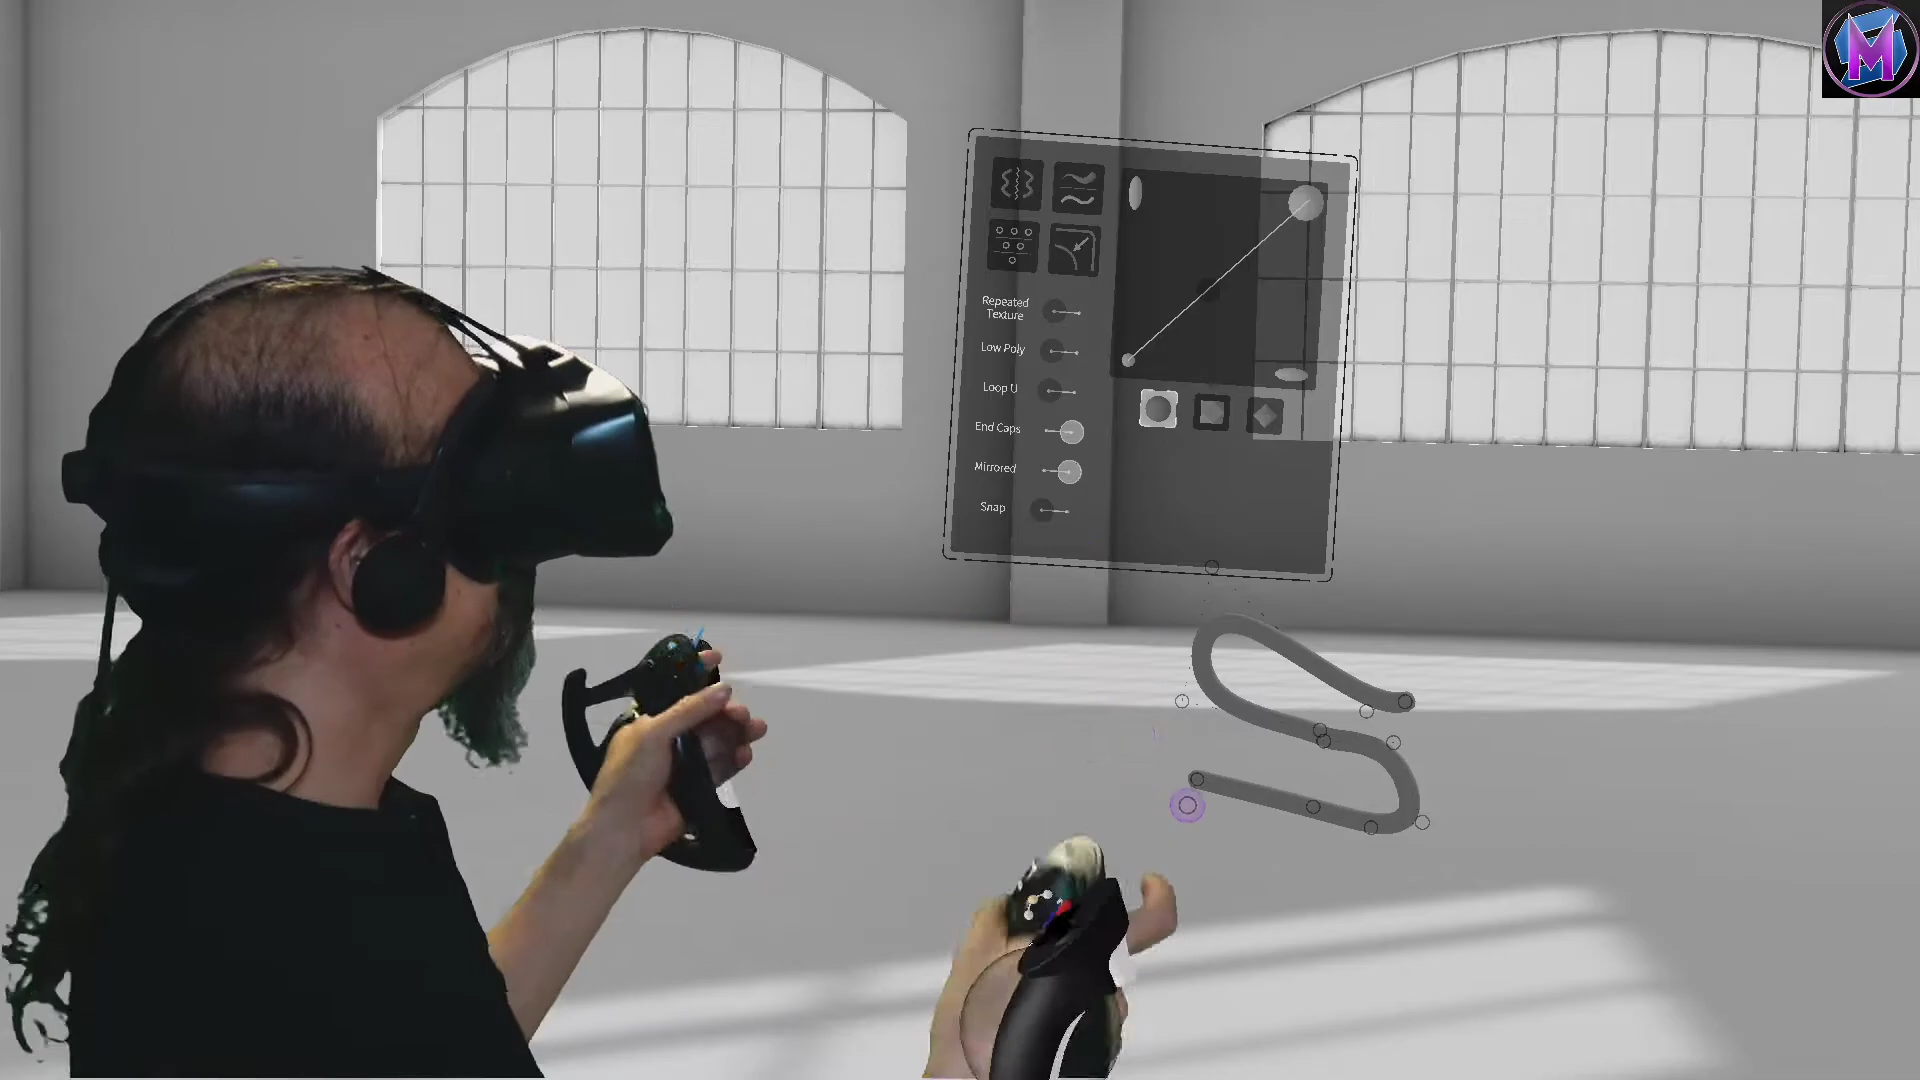 M
Repeated
Texture
Low Poly
Loop U
End Caps
Mirrored
Snap